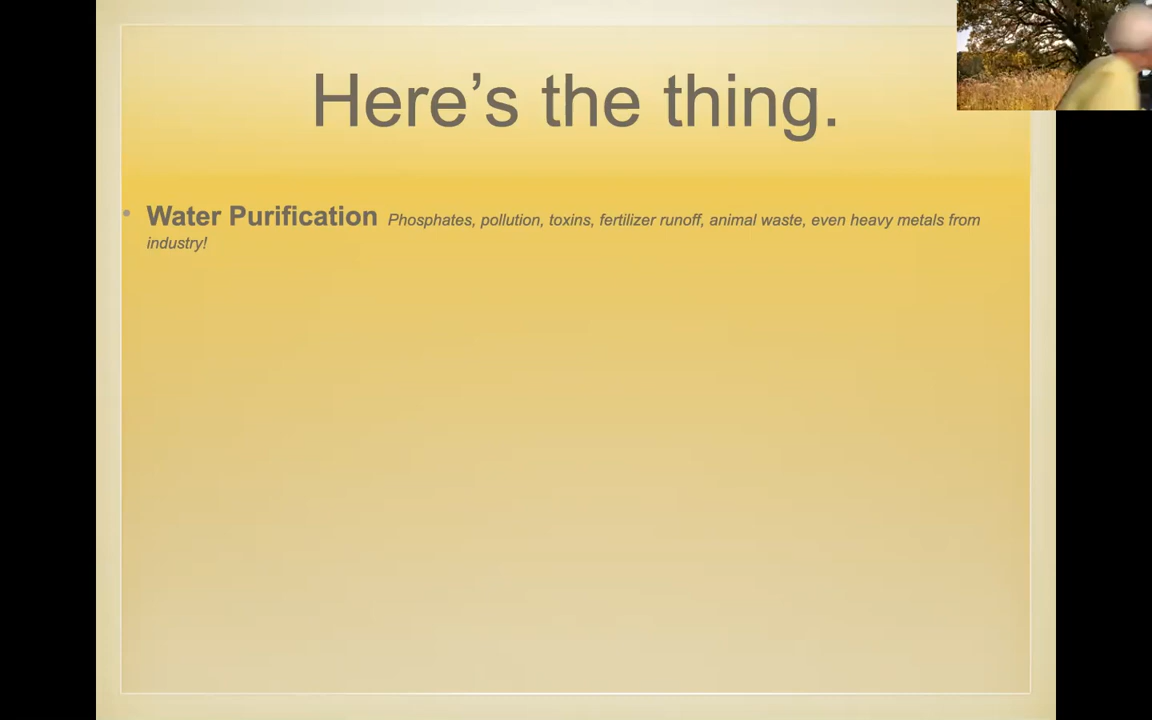 Here’s the thing.
• Water Purification Phosphates, pollution, toxins, fertilizer runoff, animal waste, even heavy metals from
industry!